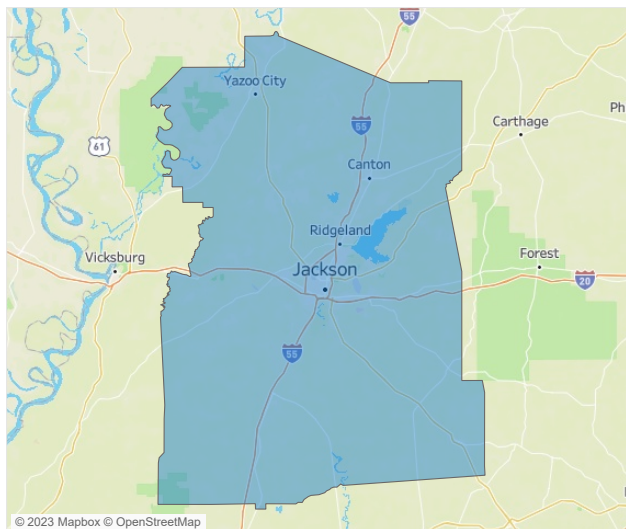 55
Yazoo City
61
55
Carthage
Ph
Canton
Ridgeland
Vicksburg
Jackson
Forest
20
55
© 2023 Mapbox © OpenStreetMap